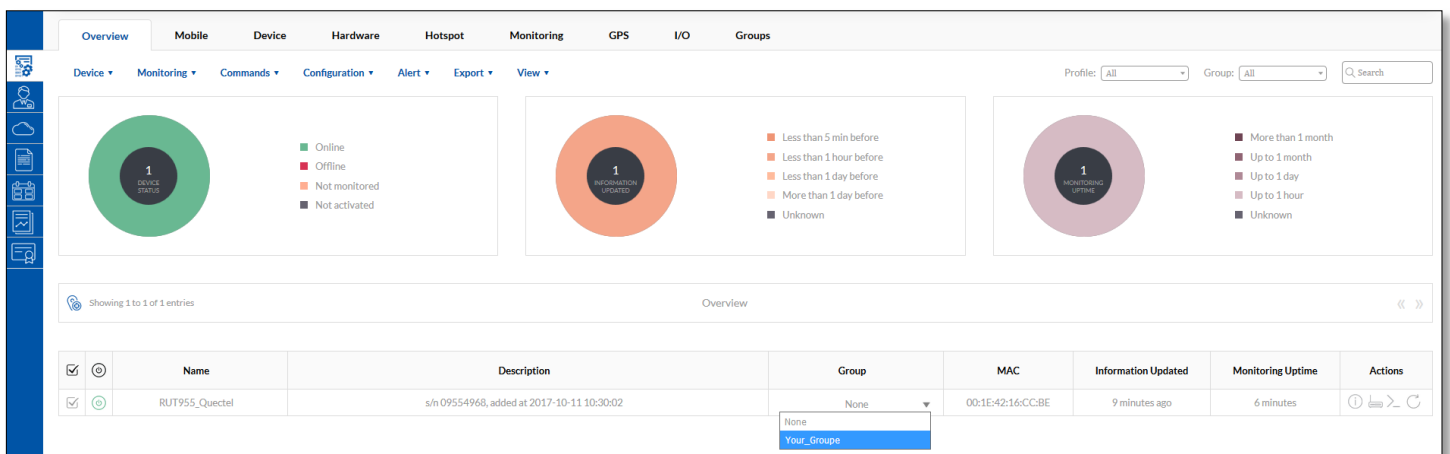 Overview Mobile Device Hardware Hotspot Monitoring GPS I/O Groups
Device Monitoring Commands Configuration Alert Export View Profile: All Group: All Search
1
DEVICE
STATUS
Online
Offline
Not monitored
Not activated
1
INFORMATION
UPDATED
Less than 5 min before
Less than 1 hour before
Less than 1 day before
More than 1 day before
Unknown
1
MONITORING
UPTIME
More than 1 month
Up to 1 month
Up to 1 day
Up to 1 hour
Unknown
Showing 1 to 1 of 1 entries Overview
Name Description Group MAC Information Updated Monitoring Uptime Actions
RUT955_Quectel s/n 09554968, added at 2017-10-11 10:30:02 None 00:1E:42:16:CC:BE 9 minutes ago 6 minutes
None
Your_Groupe